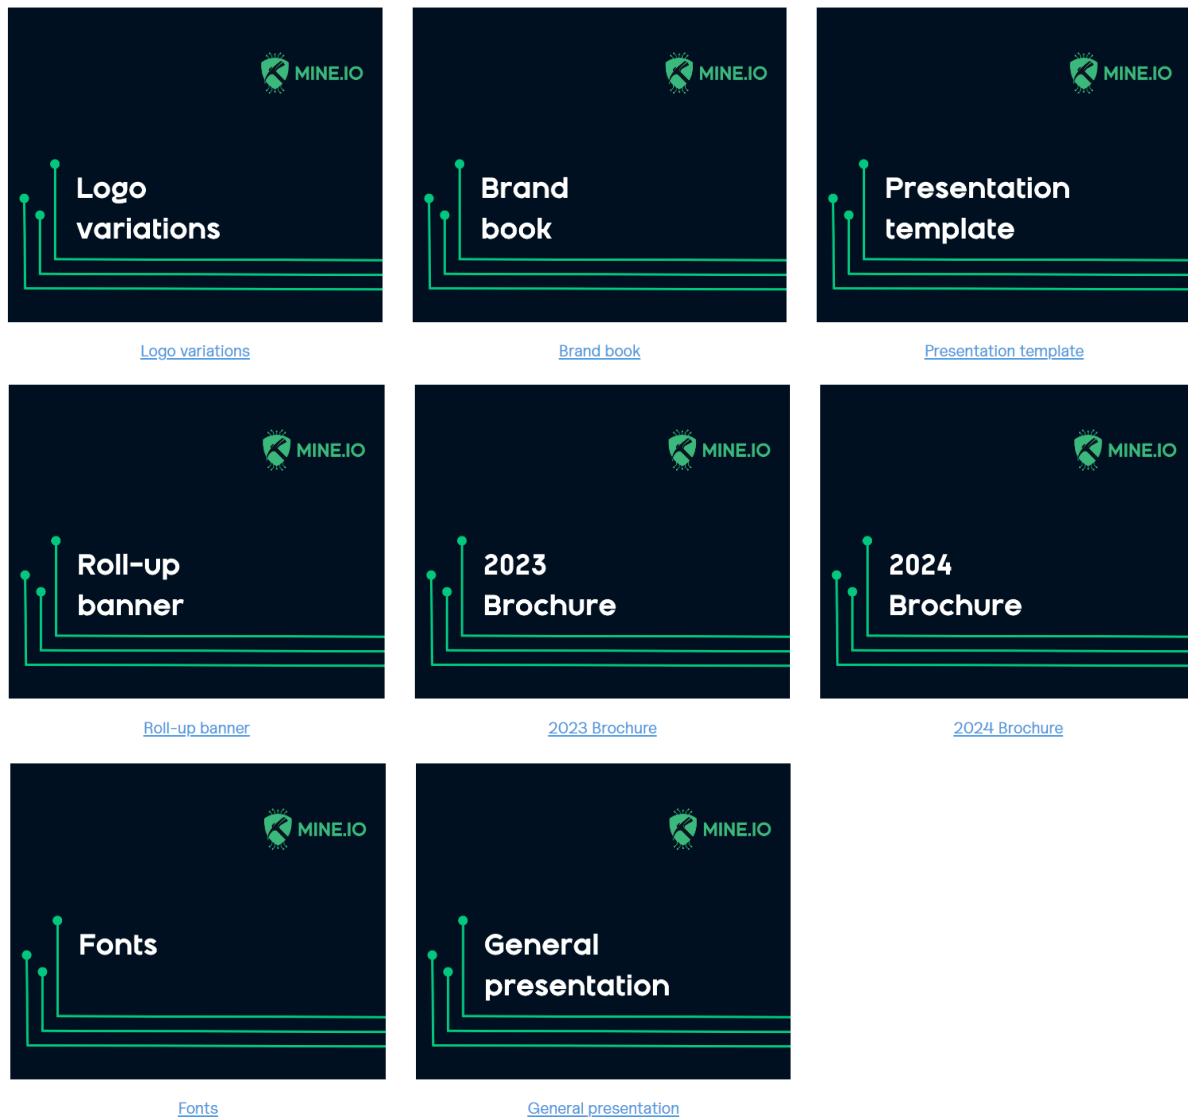 MINE.IO
Logo
variations
Logo variations
MINE.IO
Brand
book
Brand book
MINE.IO
Presentation
template
Presentation template
MINE.IO
Roll-up
banner
Roll-up banner
MINE.IO
2023
Brochure
2023 Brochure
MINE.IO
2024
Brochure
2024 Brochure
MINE.IO
Fonts
Fonts
MINE.IO
General
presentation
General presentation